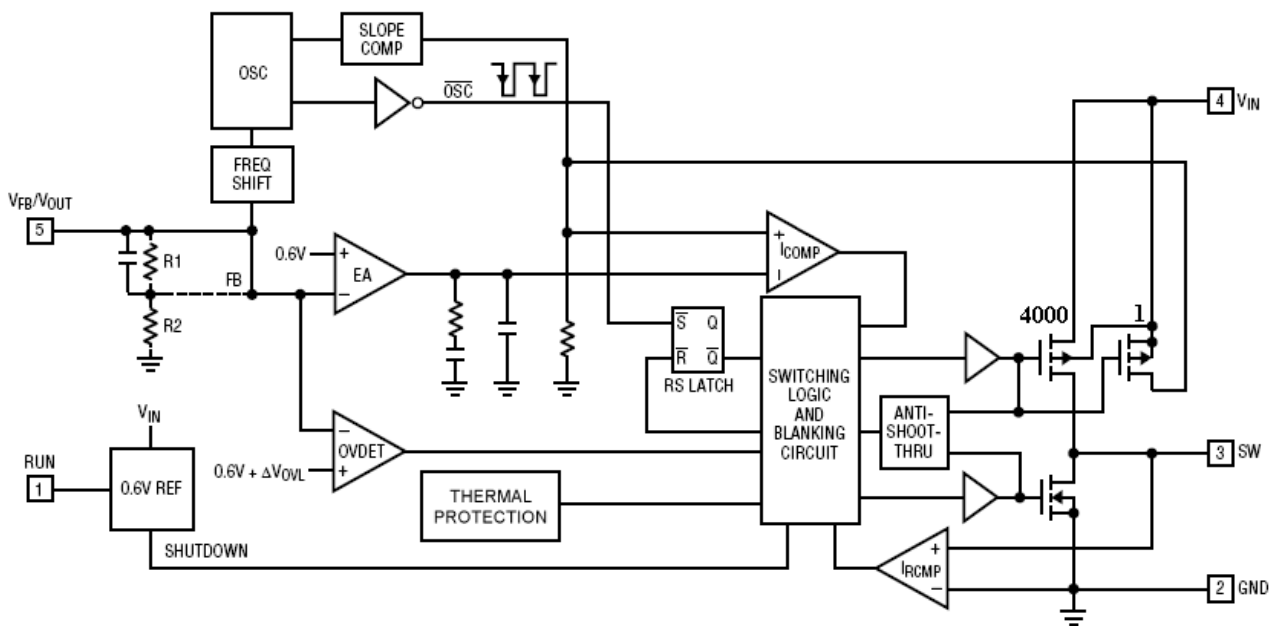 OSC
SLOPE
COMP
OSC
FREQ
SHIFT
4 VIN
VFB/VOUT
5
R1
FB
R2
0.6V
+
EA
−
+
ICOMP
−
S Q
R Q
RS LATCH
SWITCHING
LOGIC
AND
BLANKING
CIRCUIT
4000
1
ANTI-
SHOOT-
THRU
3 SW
VIN
RUN
1
0.6V REF
SHUTDOWN
−
OVDET
0.6V + ΔVOVL
+
THERMAL
PROTECTION
+
IRCMP
−
2 GND